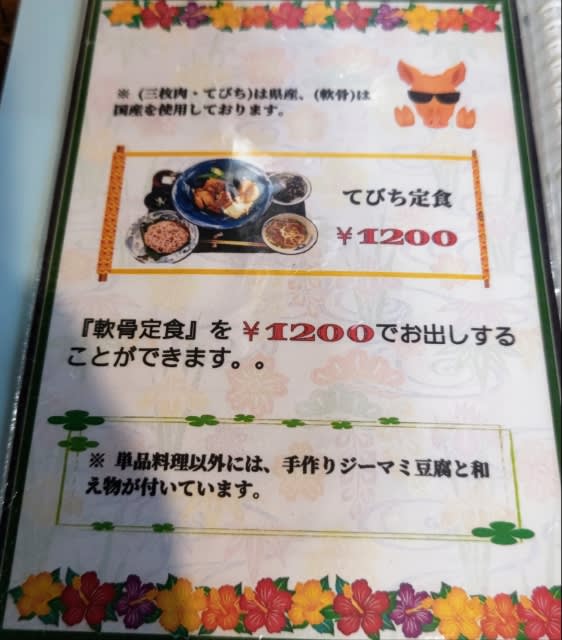 ※ (三枚肉・てびち)は県産、(軟骨)は
国産を使用しております。
てびち定食
￥1200
『軟骨定食』を￥1200でお出しする
ことができます。。
※ 単品料理以外には、手作りジーマミ豆腐と和
え物が付いています。